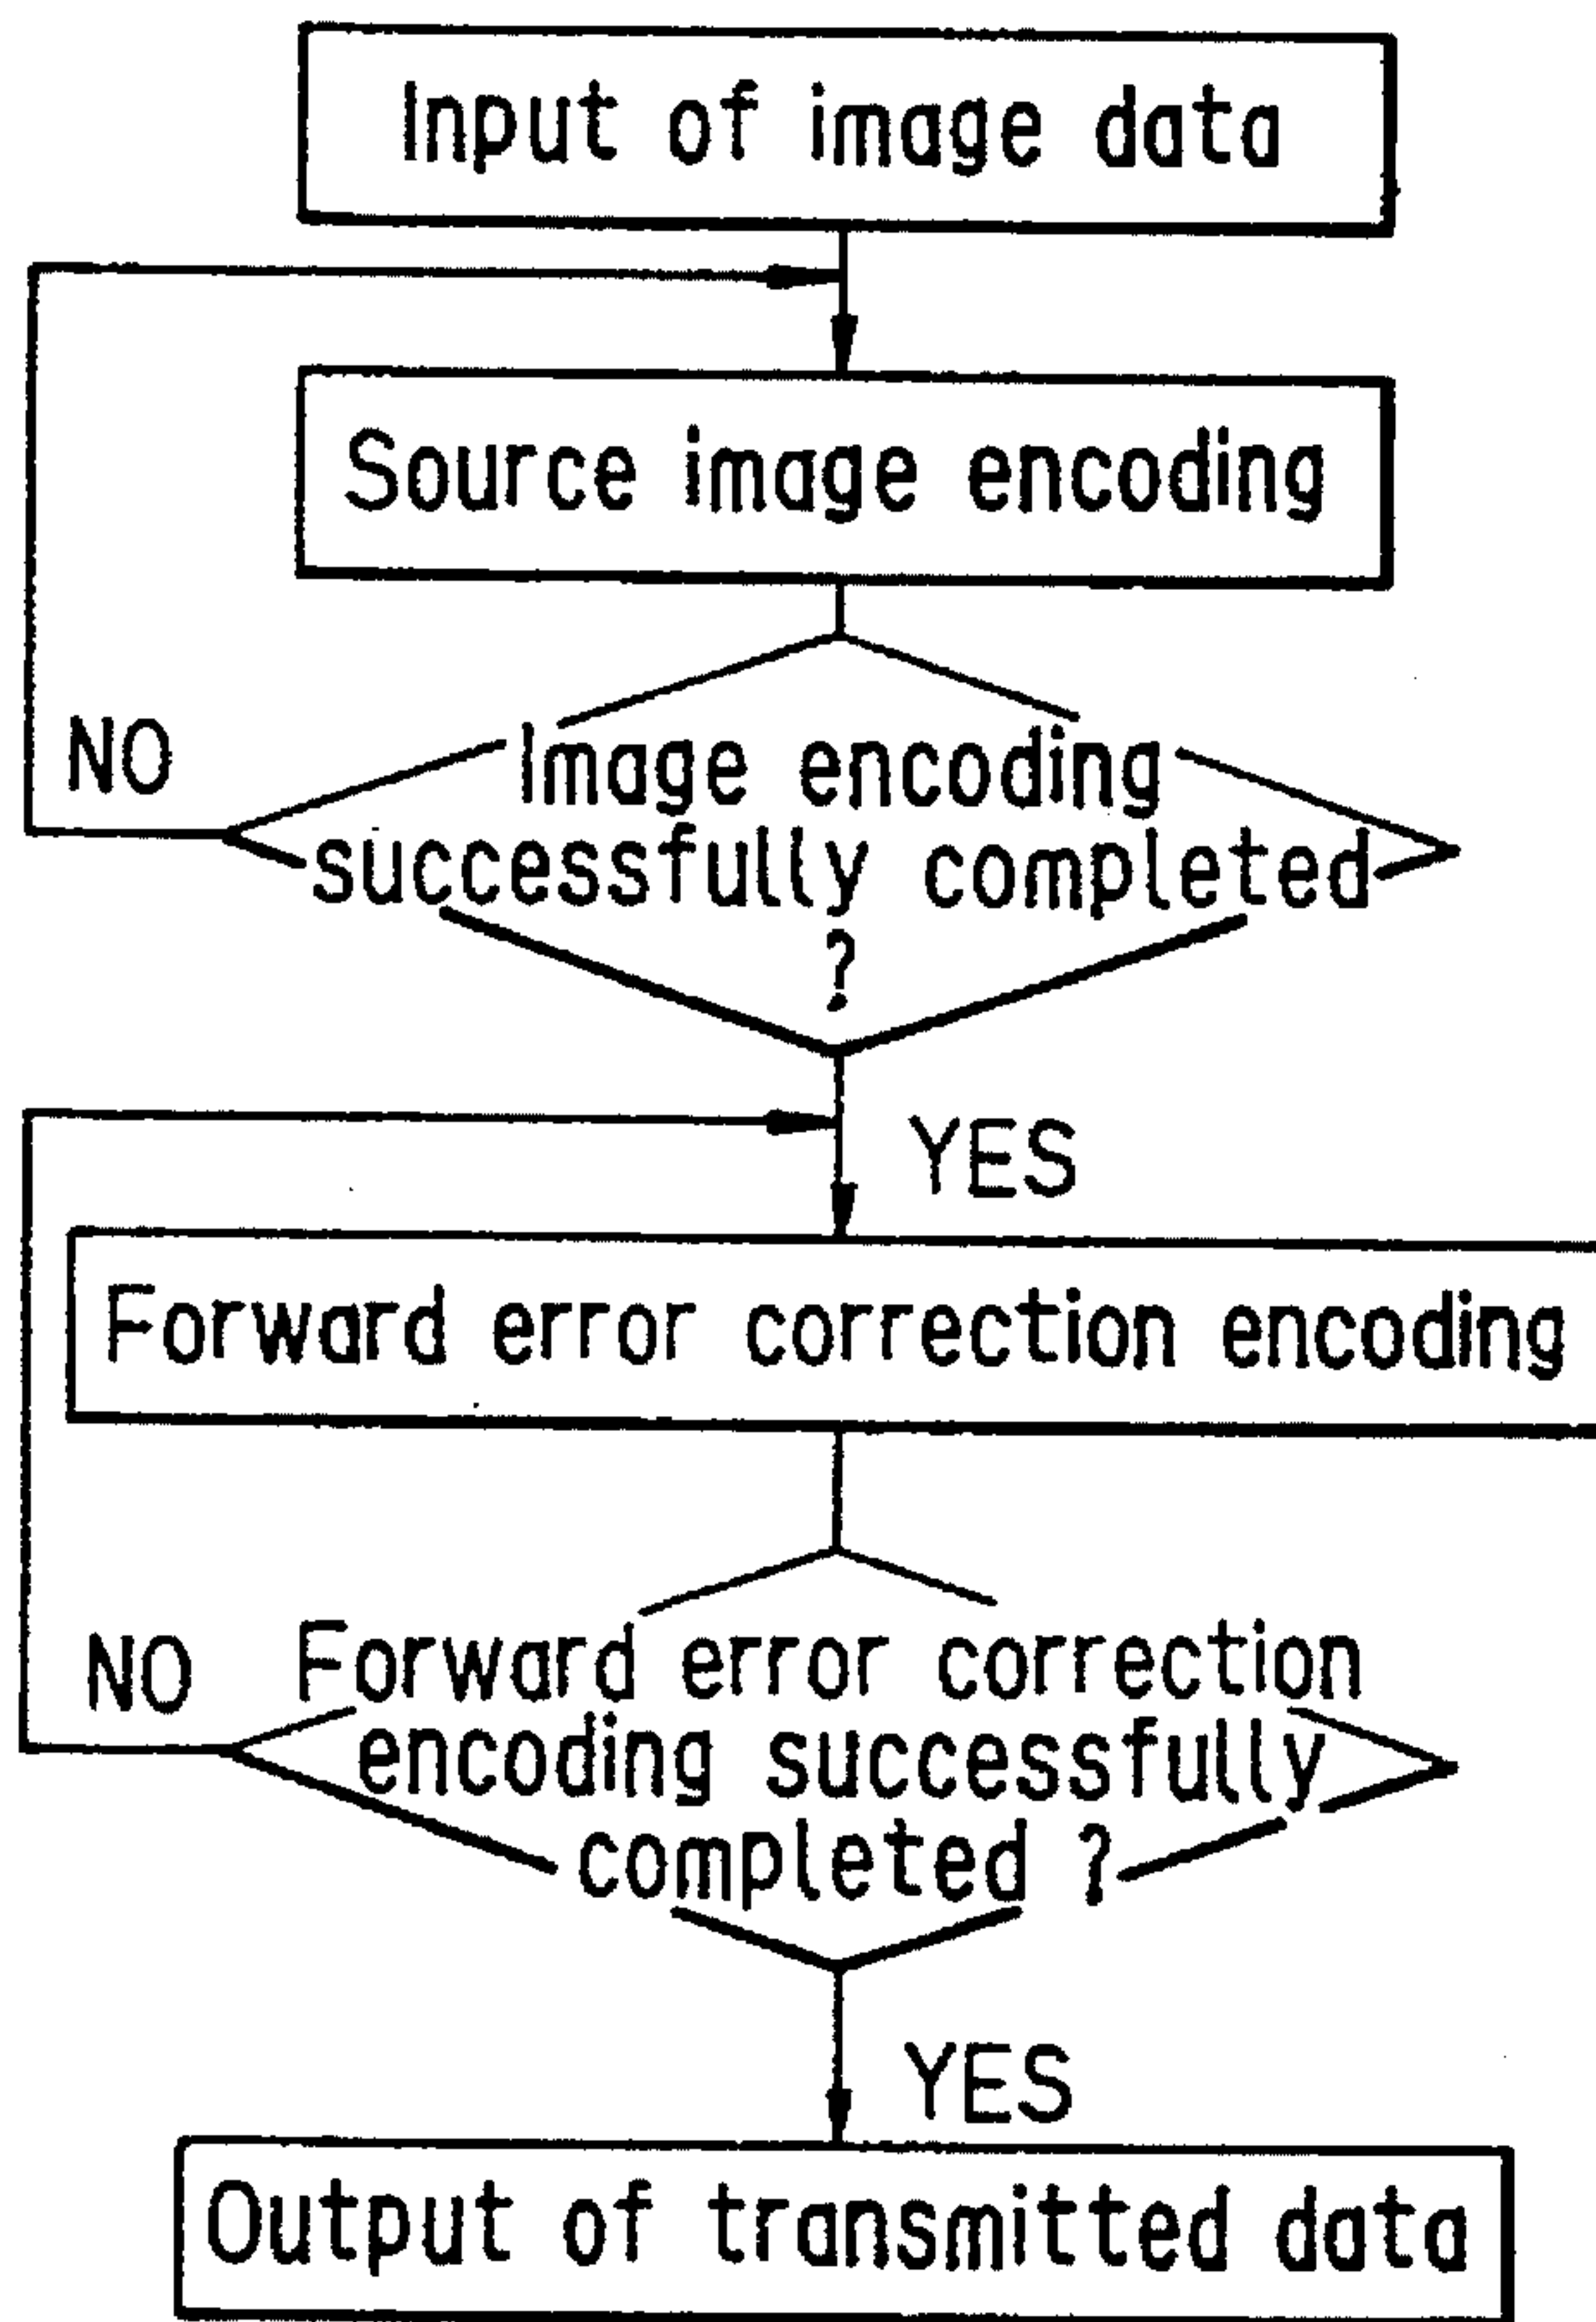 Input of image data
Source image encoding
NO
Image encoding
successfully completed
?
YES
Forward error correction encoding
NO
Forward error correction
encoding successfully
completed ?
YES
Output of transmitted data